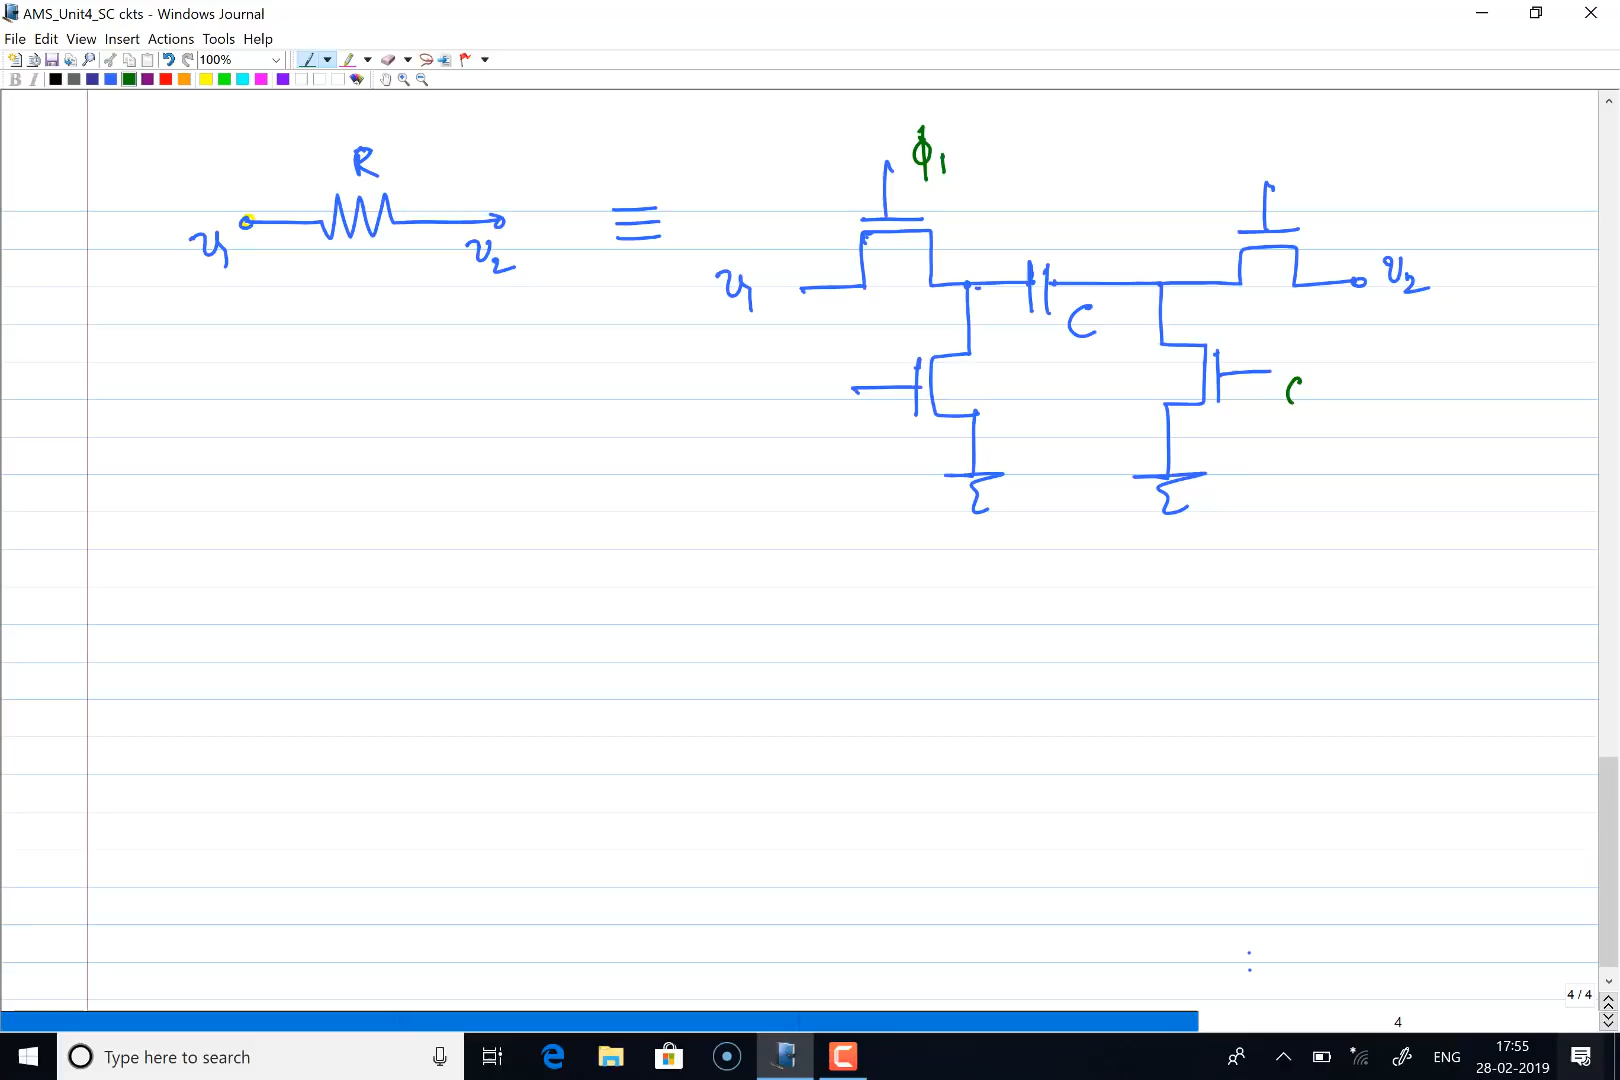 AMS_Unit4_SC ckts - Windows Journal
File Edit View Insert Actions Tools Help
100%
B I
R
v1
v2
≡
ϕ1
v1
C
v2
4 / 4
4
Type here to search
ENG
17:55
28-02-2019